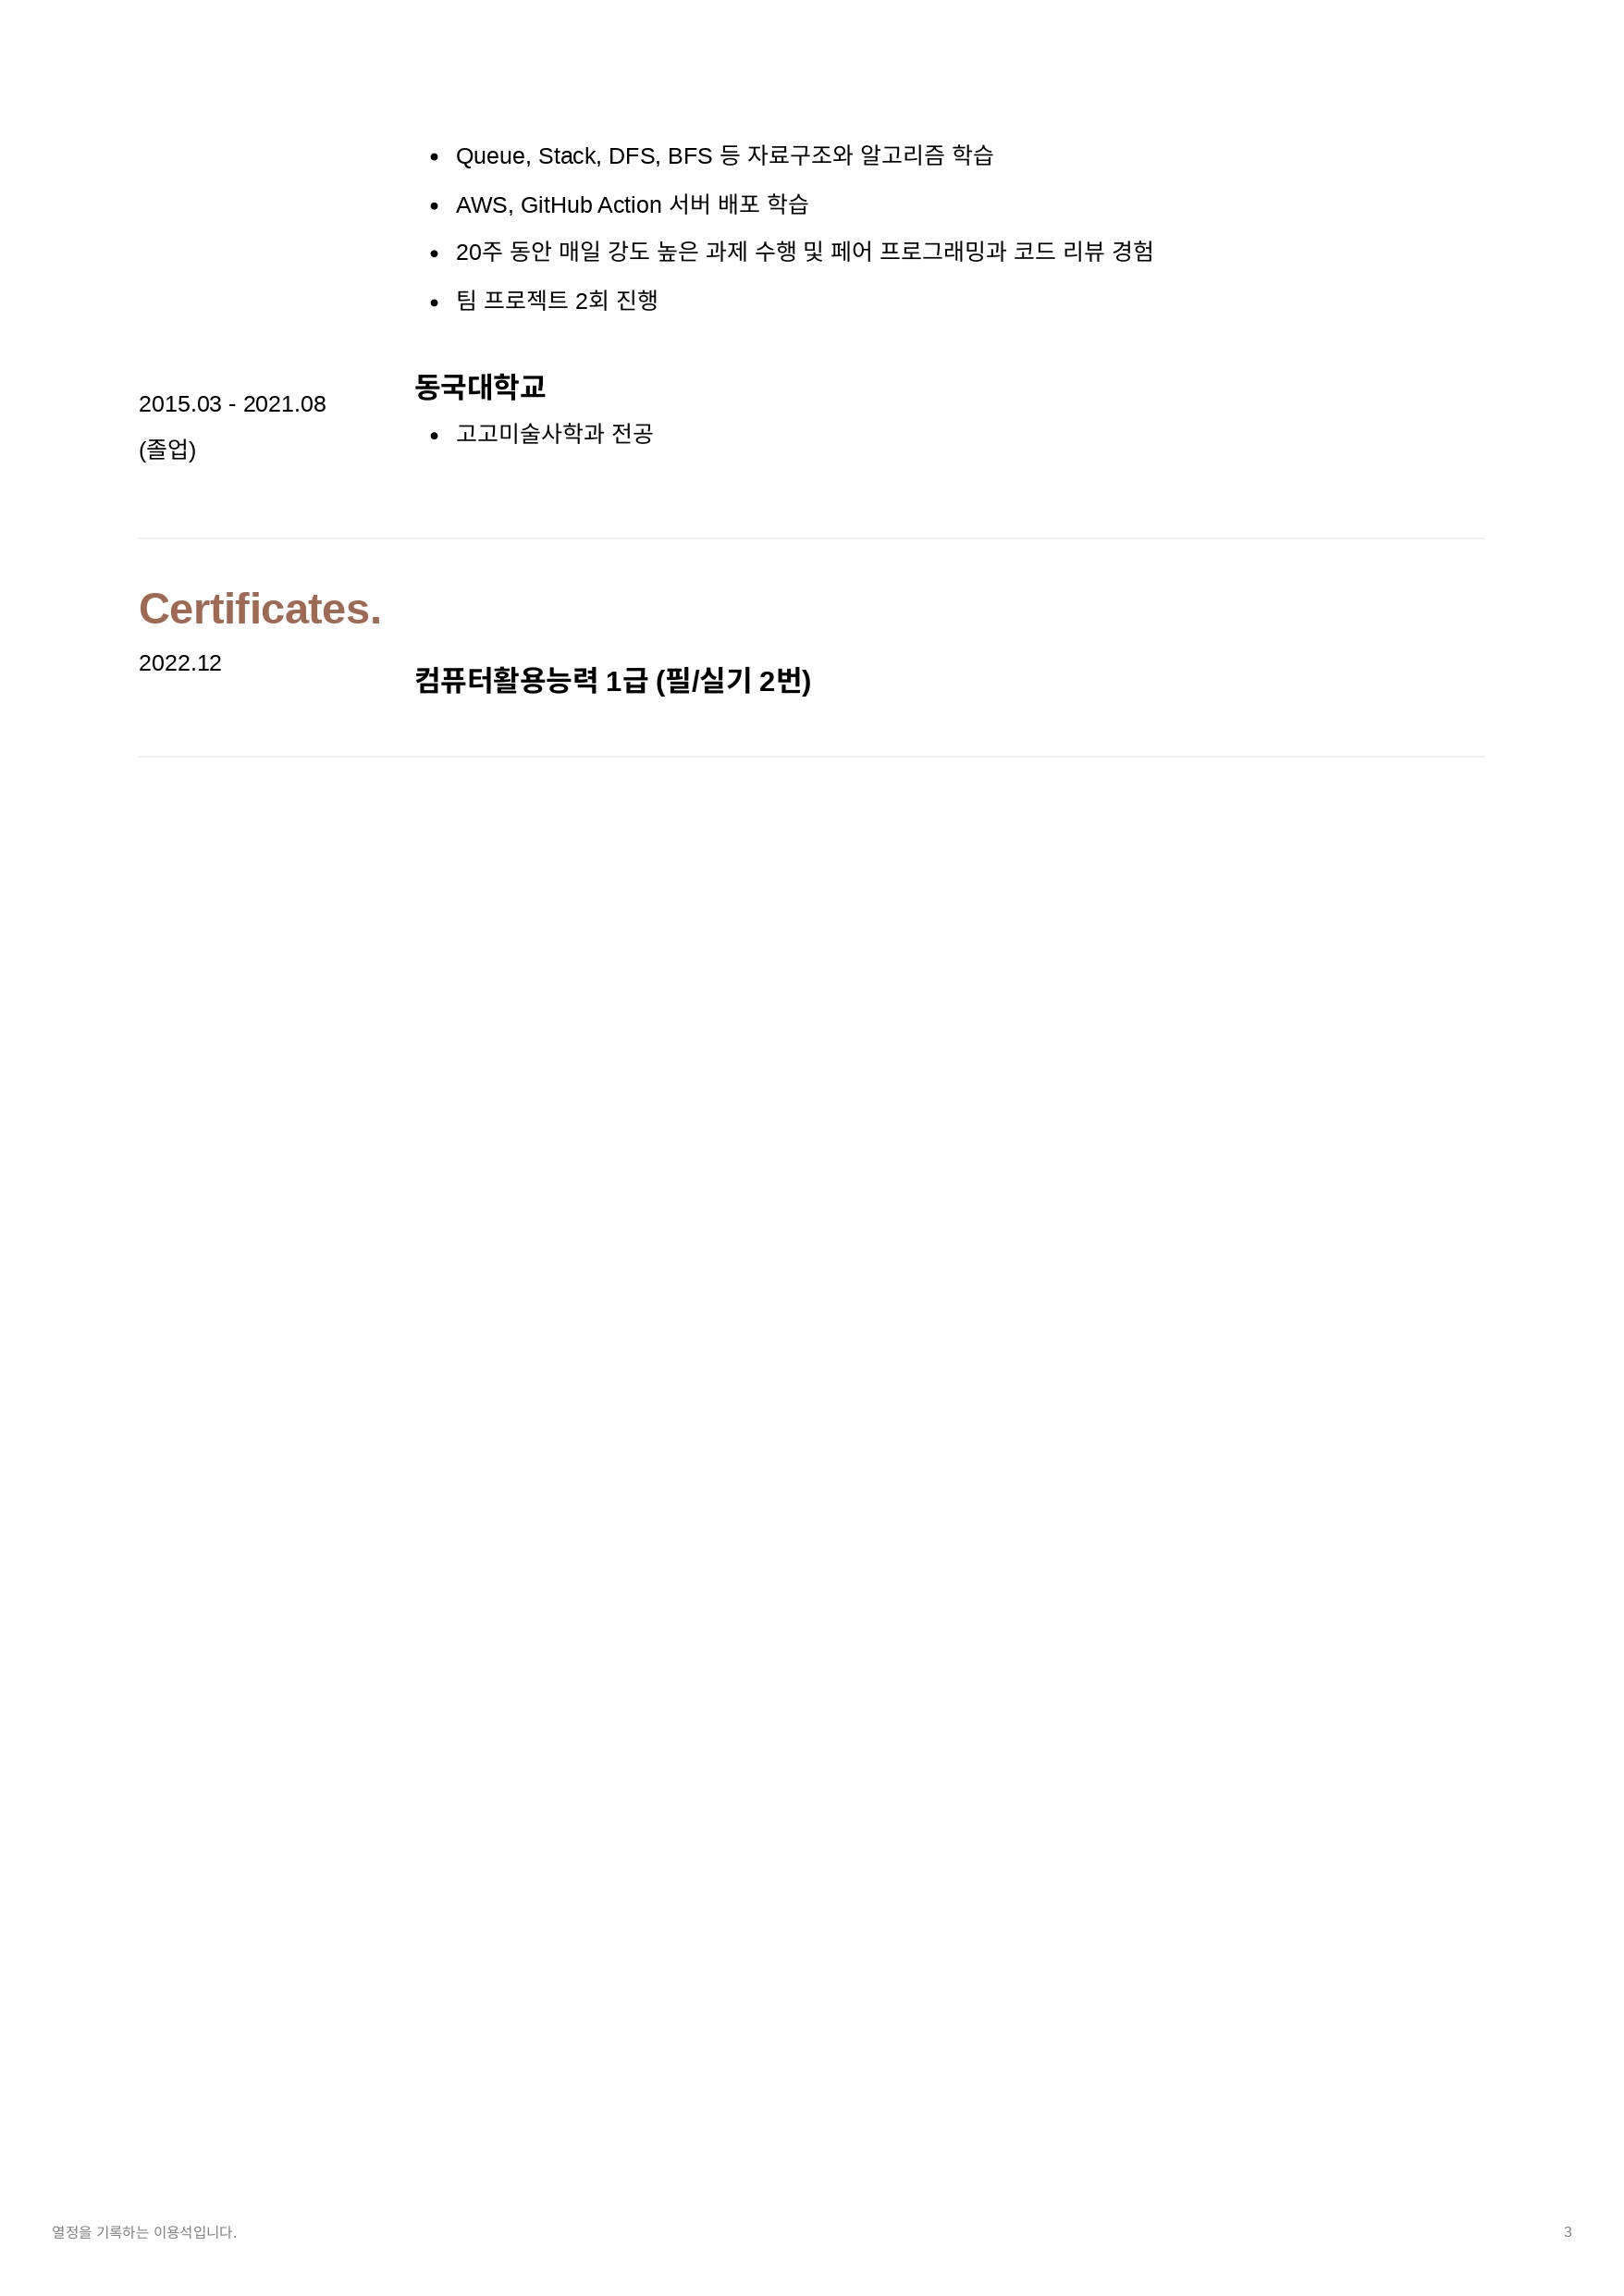 • Queue, Stack, DFS, BFS 등 자료구조와 알고리즘 학습
• AWS, GitHub Action 서버 배포 학습
• 20주 동안 매일 강도 높은 과제 수행 및 페어 프로그래밍과 코드 리뷰 경험
• 팀 프로젝트 2회 진행
2015.03 - 2021.08
(졸업)
동국대학교
• 고고미술사학과 전공
Certificates.
2022.12
컴퓨터활용능력 1급 (필/실기 2번)
열정을 기록하는 이용석입니다.
3